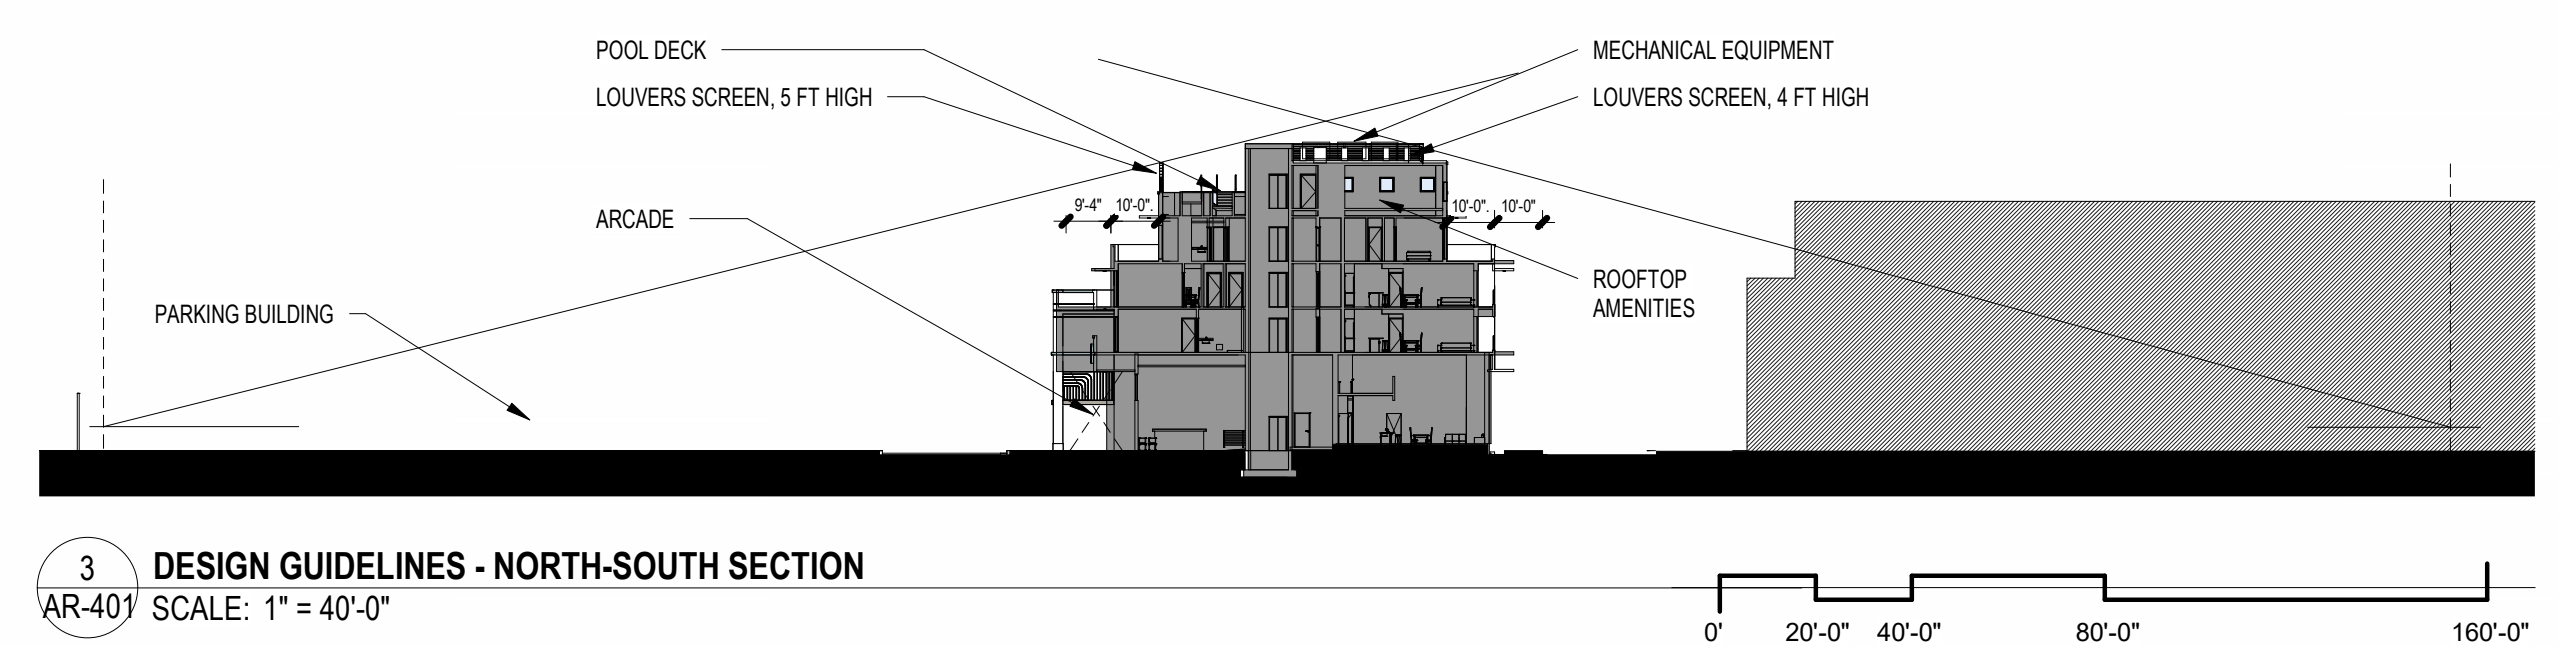 POOL DECK
MECHANICAL EQUIPMENT
LOUVERS SCREEN, 5 FT HIGH
LOUVERS SCREEN, 4 FT HIGH
9'-4"
10'-0".
10'-0".
10'-0"
ARCADE
ROOFTOP
AMENITIES
PARKING BUILDING
3
DESIGN GUIDELINES - NORTH-SOUTH SECTION
AR-401
SCALE: 1" = 40'-0"
0'
20'-0"
40'-0"
80'-0"
160'-0"